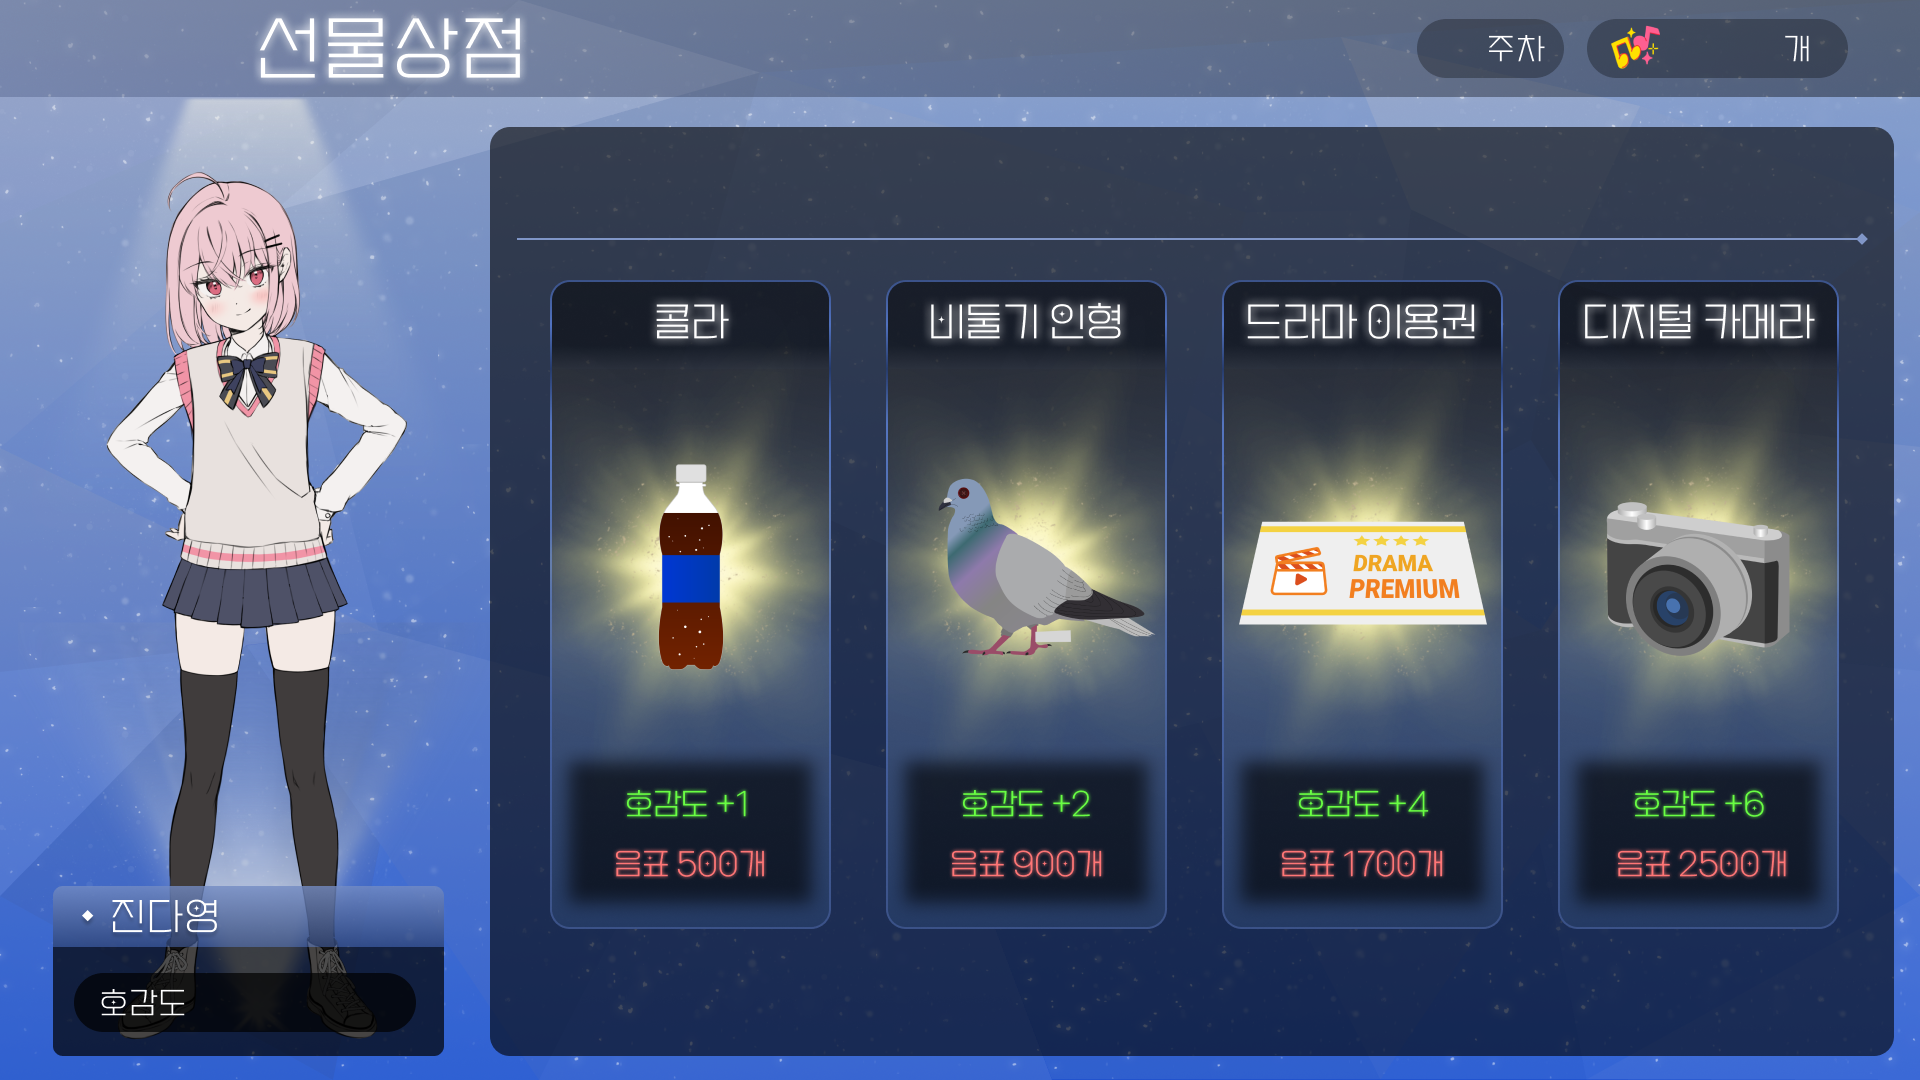 선물상점
주차
개
콜라
비둘기 인형
드라마 이용권
디지털 카메라
DRAMA
PREMIUM
호감도 +1
호감도 +2
호감도 +4
호감도 +6
음표 500개
음표 900개
음표 1700개
음표 2500개
진다영
호감도